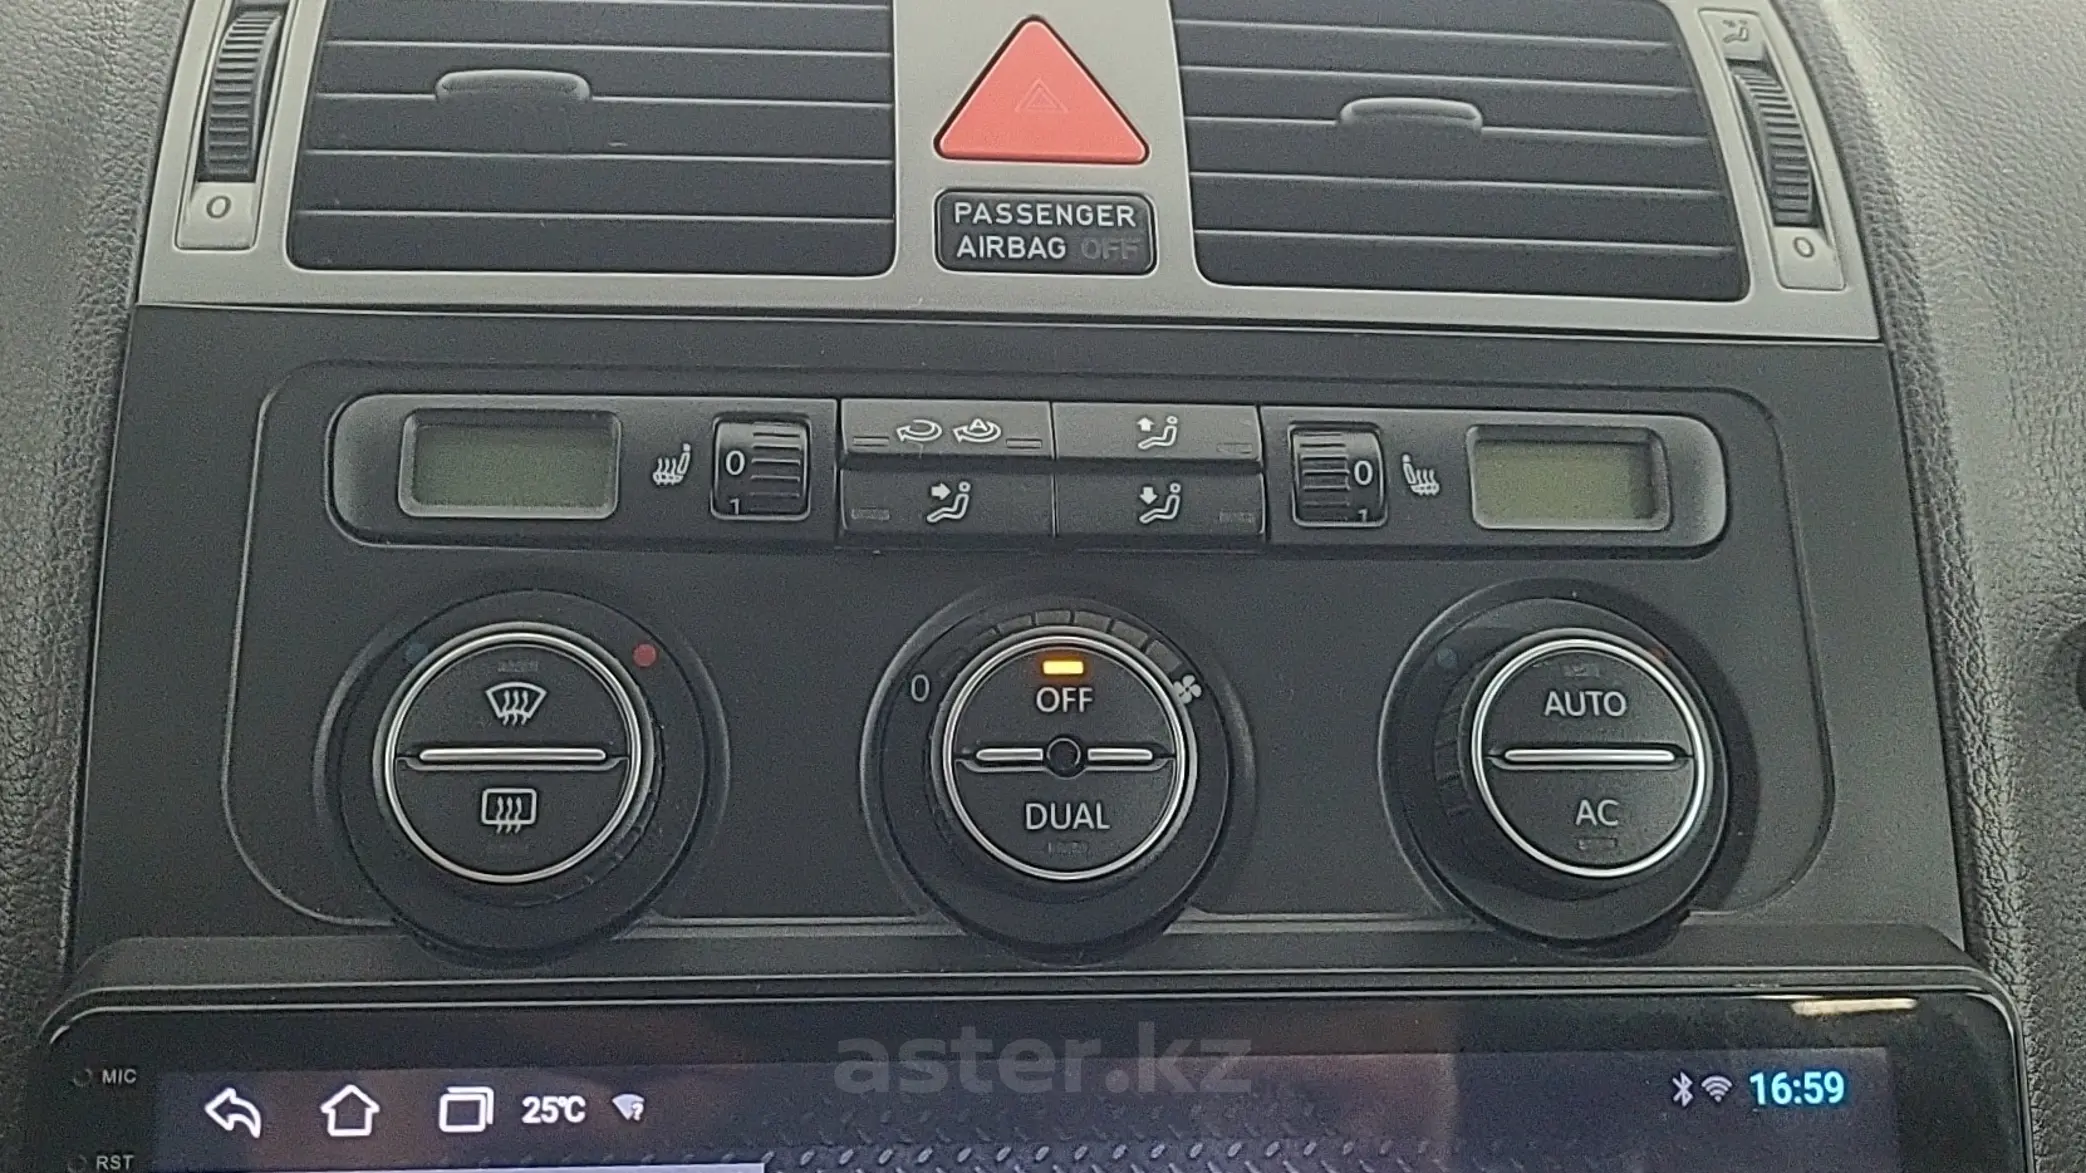 PASSENGER
AIRBAG OFF
0
0
0
1
0
1
0
OFF
DUAL
AUTO
AC
aster.kz
MIC
25°C
16:59
RST